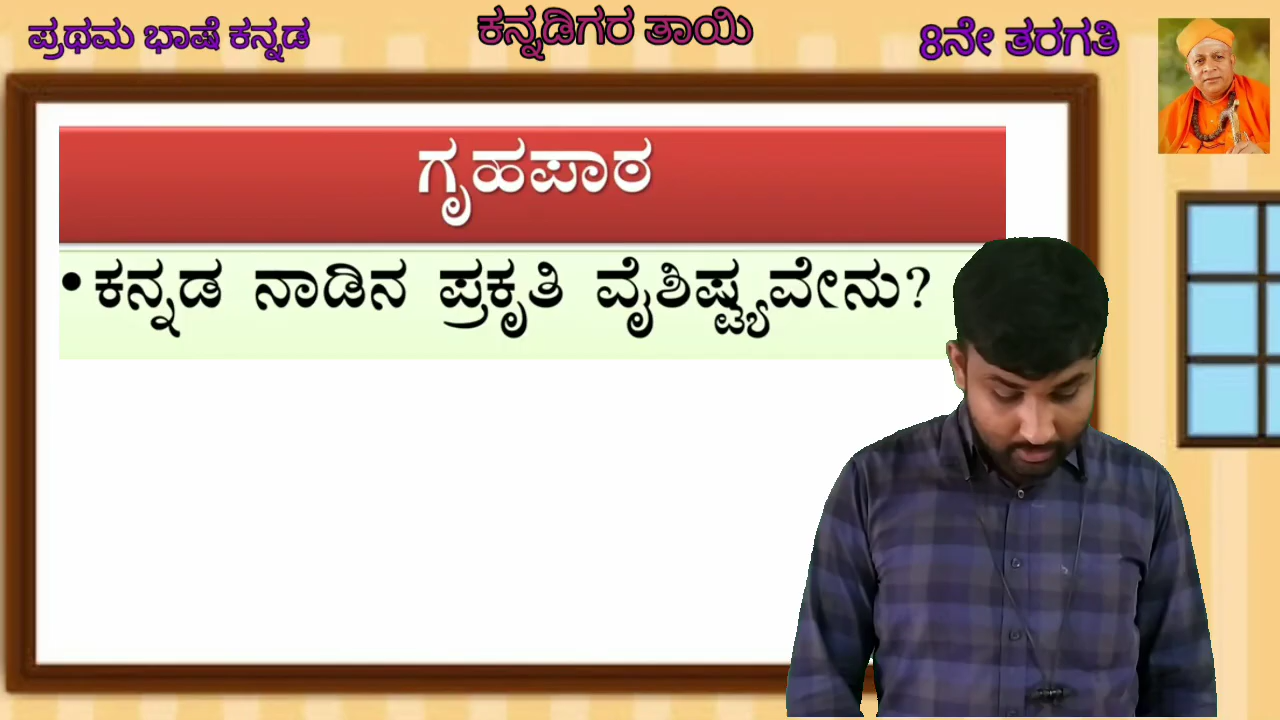 ಪ್ರಥಮ ಭಾಷೆ ಕನ್ನಡ
ಕನ್ನಡಿಗರ ತಾಯಿ
8ನೇ ತರಗತಿ
ಗೃಹಪಾಠ
• ಕನ್ನಡ ನಾಡಿನ ಪ್ರಕೃತಿ ವೈಶಿಷ್ಟ್ಯವೇನು?